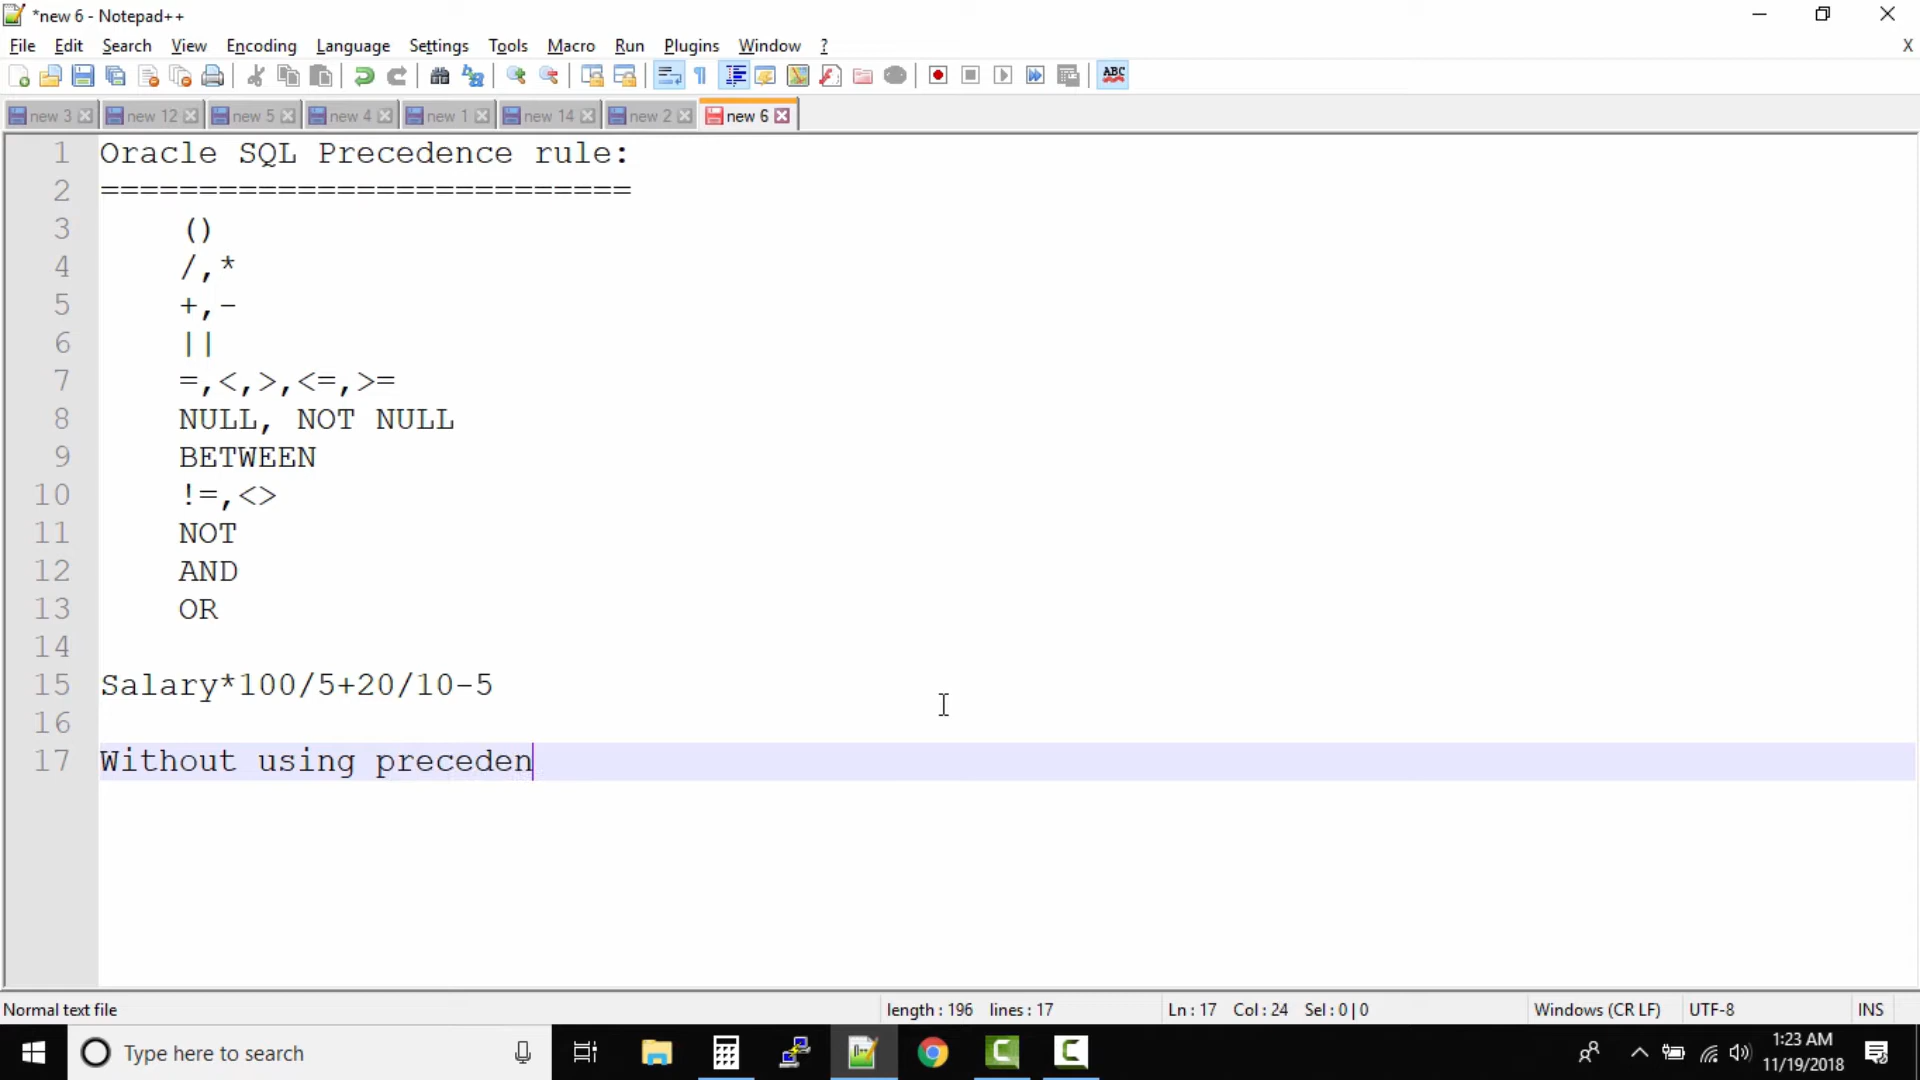 *new 6 - Notepad++
File Edit Search View Encoding Language Settings Tools Macro Run Plugins Window ? X
ABC
new 3 new 12 new 5 new 4 new 1 new 14 new 2 new 6
1 Oracle SQL Precedence rule:
2 ===========================
3 ()
4 /,*
5 +,-
6 ||
7 =,<,>,<=,>=
8 NULL, NOT NULL
9 BETWEEN
10 !=,<>
11 NOT
12 AND
13 OR
14
15 Salary*100/5+20/10-5
16
17 Without using preceden
Normal text file length : 196 lines : 17 Ln : 17 Col : 24 Sel : 0 | 0 Windows (CR LF) UTF-8 INS
Type here to search
1:23 AM
11/19/2018